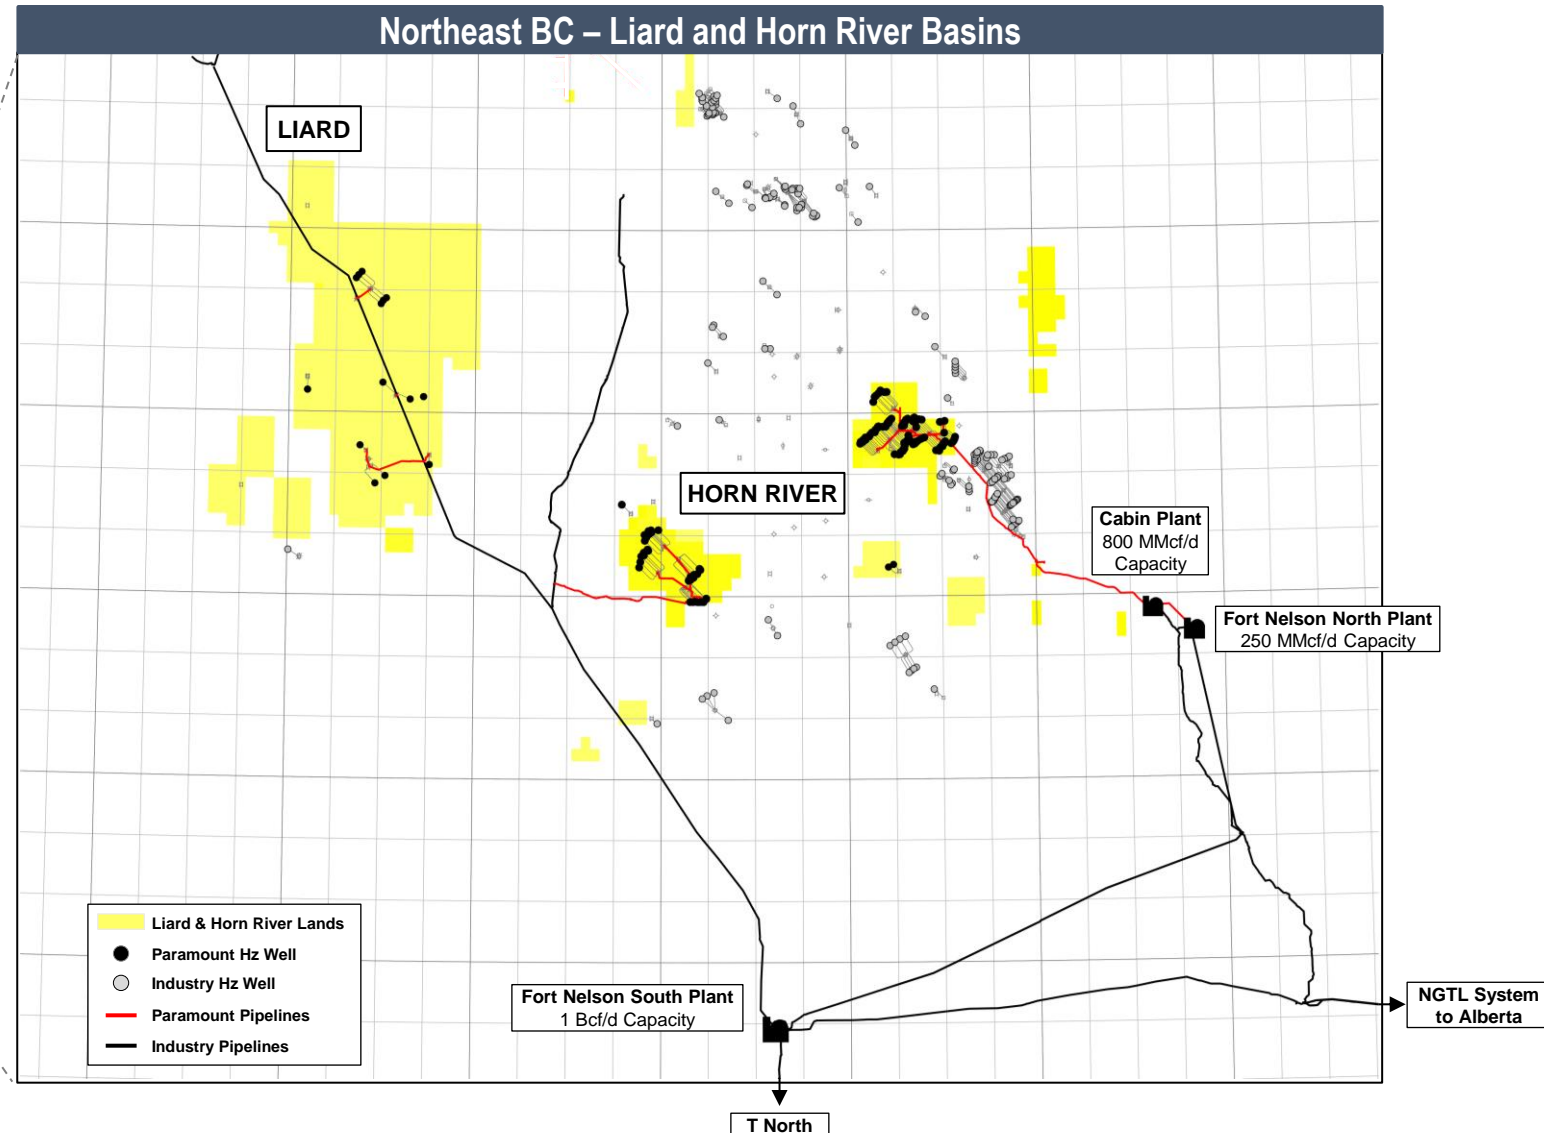 Northeast BC – Liard and Horn River Basins
LIARD
HORN RIVER
Cabin Plant
800 MMcf/d
Capacity
Fort Nelson North Plant
250 MMcf/d Capacity
Liard & Horn River Lands
Paramount Hz Well
Industry Hz Well
Paramount Pipelines
Industry Pipelines
Fort Nelson South Plant
1 Bcf/d Capacity
NGTL System
to Alberta
T North